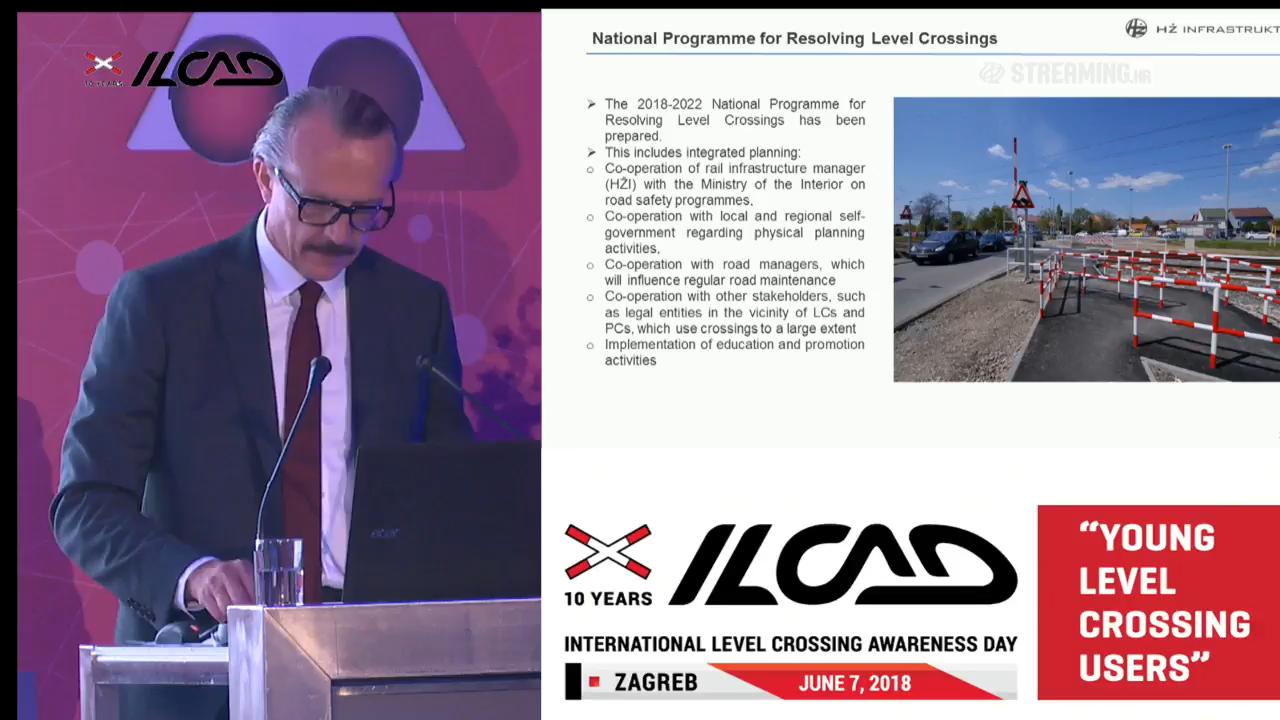 ILCAD
10 YEARS
National Programme for Resolving Level Crossings
HŽ INFRASTRUKT
STREAMING.HR
➤ The 2018-2022 National Programme for
Resolving Level Crossings has been
prepared.
➤ This includes integrated planning:
o Co-operation of rail infrastructure manager
(HŽI) with the Ministry of the Interior on
road safety programmes,
o Co-operation with local and regional self-
government regarding physical planning
activities,
o Co-operation with road managers, which
will influence regular road maintenance
o Co-operation with other stakeholders, such
as legal entities in the vicinity of LCs and
PCs, which use crossings to a large extent
o Implementation of education and promotion
activities
acer
ILCAD
10 YEARS
INTERNATIONAL LEVEL CROSSING AWARENESS DAY
ZAGREB
JUNE 7, 2018
“YOUNG
LEVEL
CROSSING
USERS”